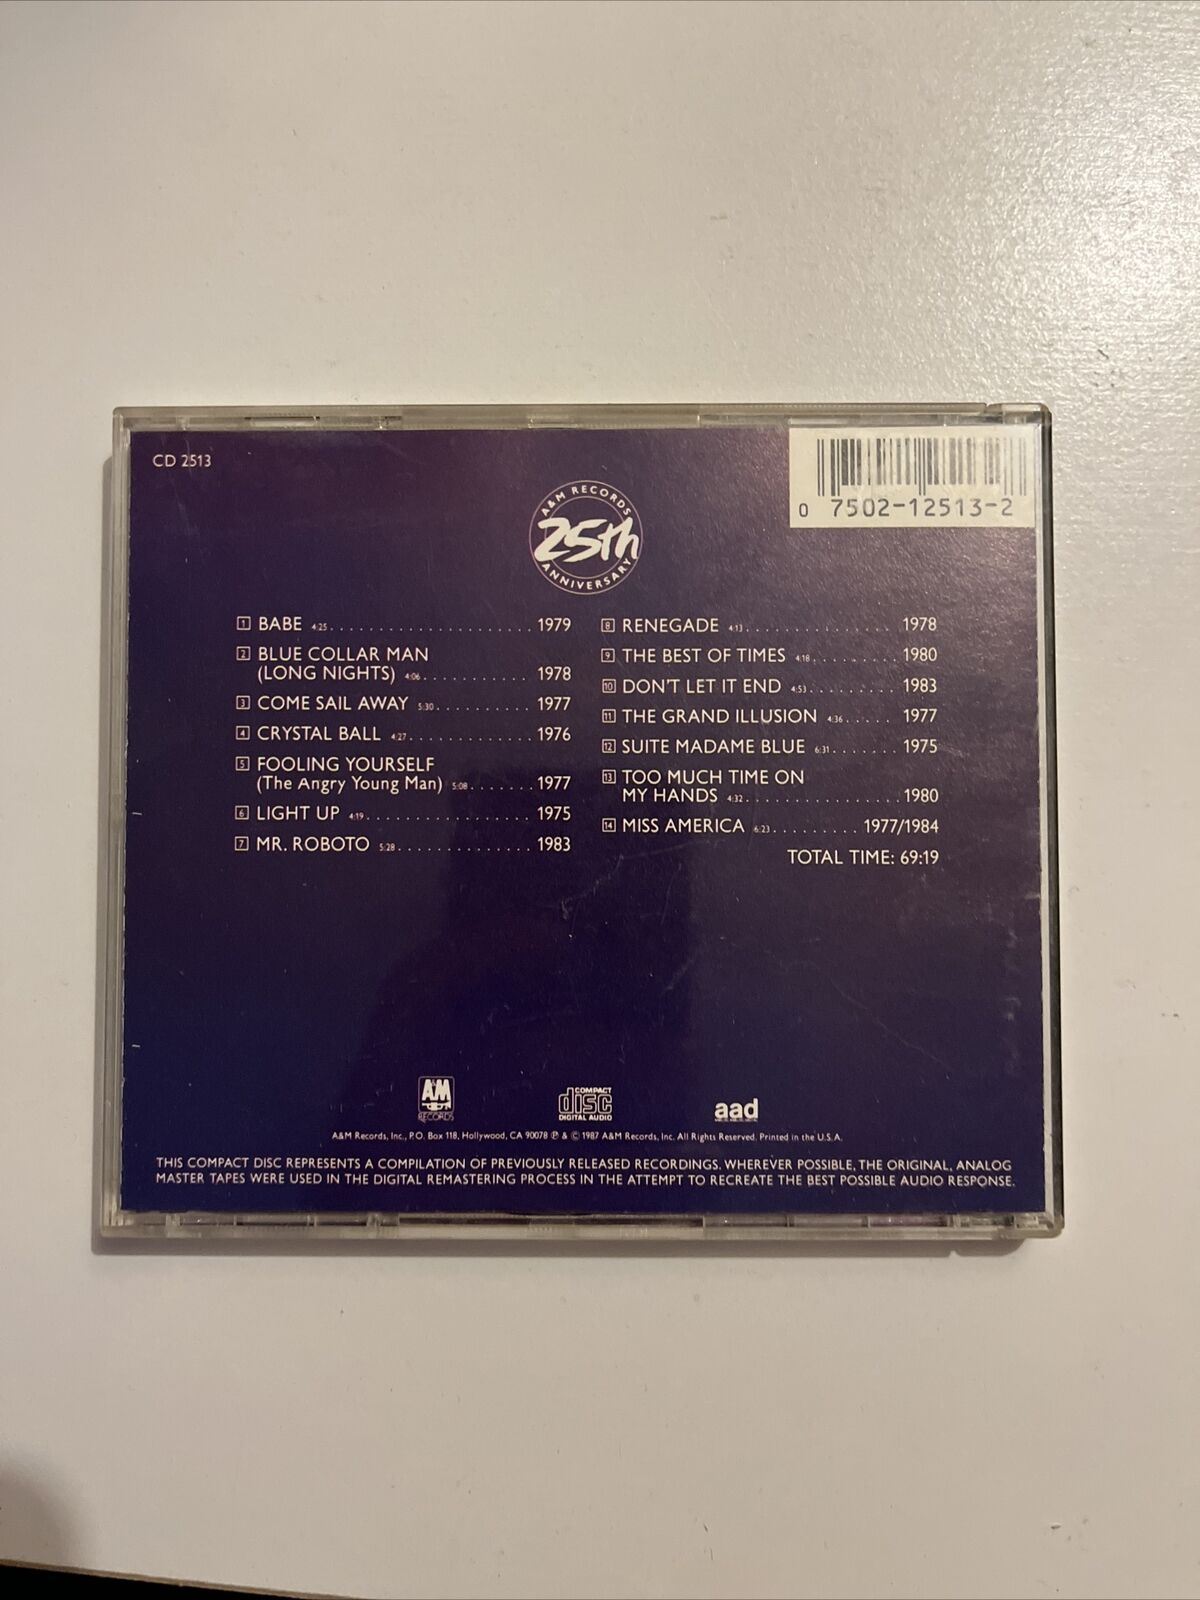 CD 2513
A&M RECORDS
25th
ANNIVERSARY
0 7502-12513-2
1 BABE 4:25 1979
2 BLUE COLLAR MAN
(LONG NIGHTS) 4:06 1978
3 COME SAIL AWAY 5:30 1977
4 CRYSTAL BALL 4:27 1976
5 FOOLING YOURSELF
(The Angry Young Man) 5:08 1977
6 LIGHT UP 4:19 1975
7 MR. ROBOTO 5:28 1983
8 RENEGADE 4:13 1978
9 THE BEST OF TIMES 4:18 1980
10 DON'T LET IT END 4:53 1983
11 THE GRAND ILLUSION 4:36 1977
12 SUITE MADAME BLUE 6:31 1975
13 TOO MUCH TIME ON
MY HANDS 4:32 1980
14 MISS AMERICA 6:23 1977/1984
TOTAL TIME: 69:19
A&M
RECORDS
COMPACT
disc
DIGITAL AUDIO
aad
A&M Records, Inc., P.O. Box 118, Hollywood, CA 90078 ℗ & © 1987 A&M Records, Inc. All Rights Reserved. Printed in the U.S.A.
THIS COMPACT DISC REPRESENTS A COMPILATION OF PREVIOUSLY RELEASED RECORDINGS. WHEREVER POSSIBLE, THE ORIGINAL, ANALOG
MASTER TAPES WERE USED IN THE DIGITAL REMASTERING PROCESS IN THE ATTEMPT TO RECREATE THE BEST POSSIBLE AUDIO RESPONSE.